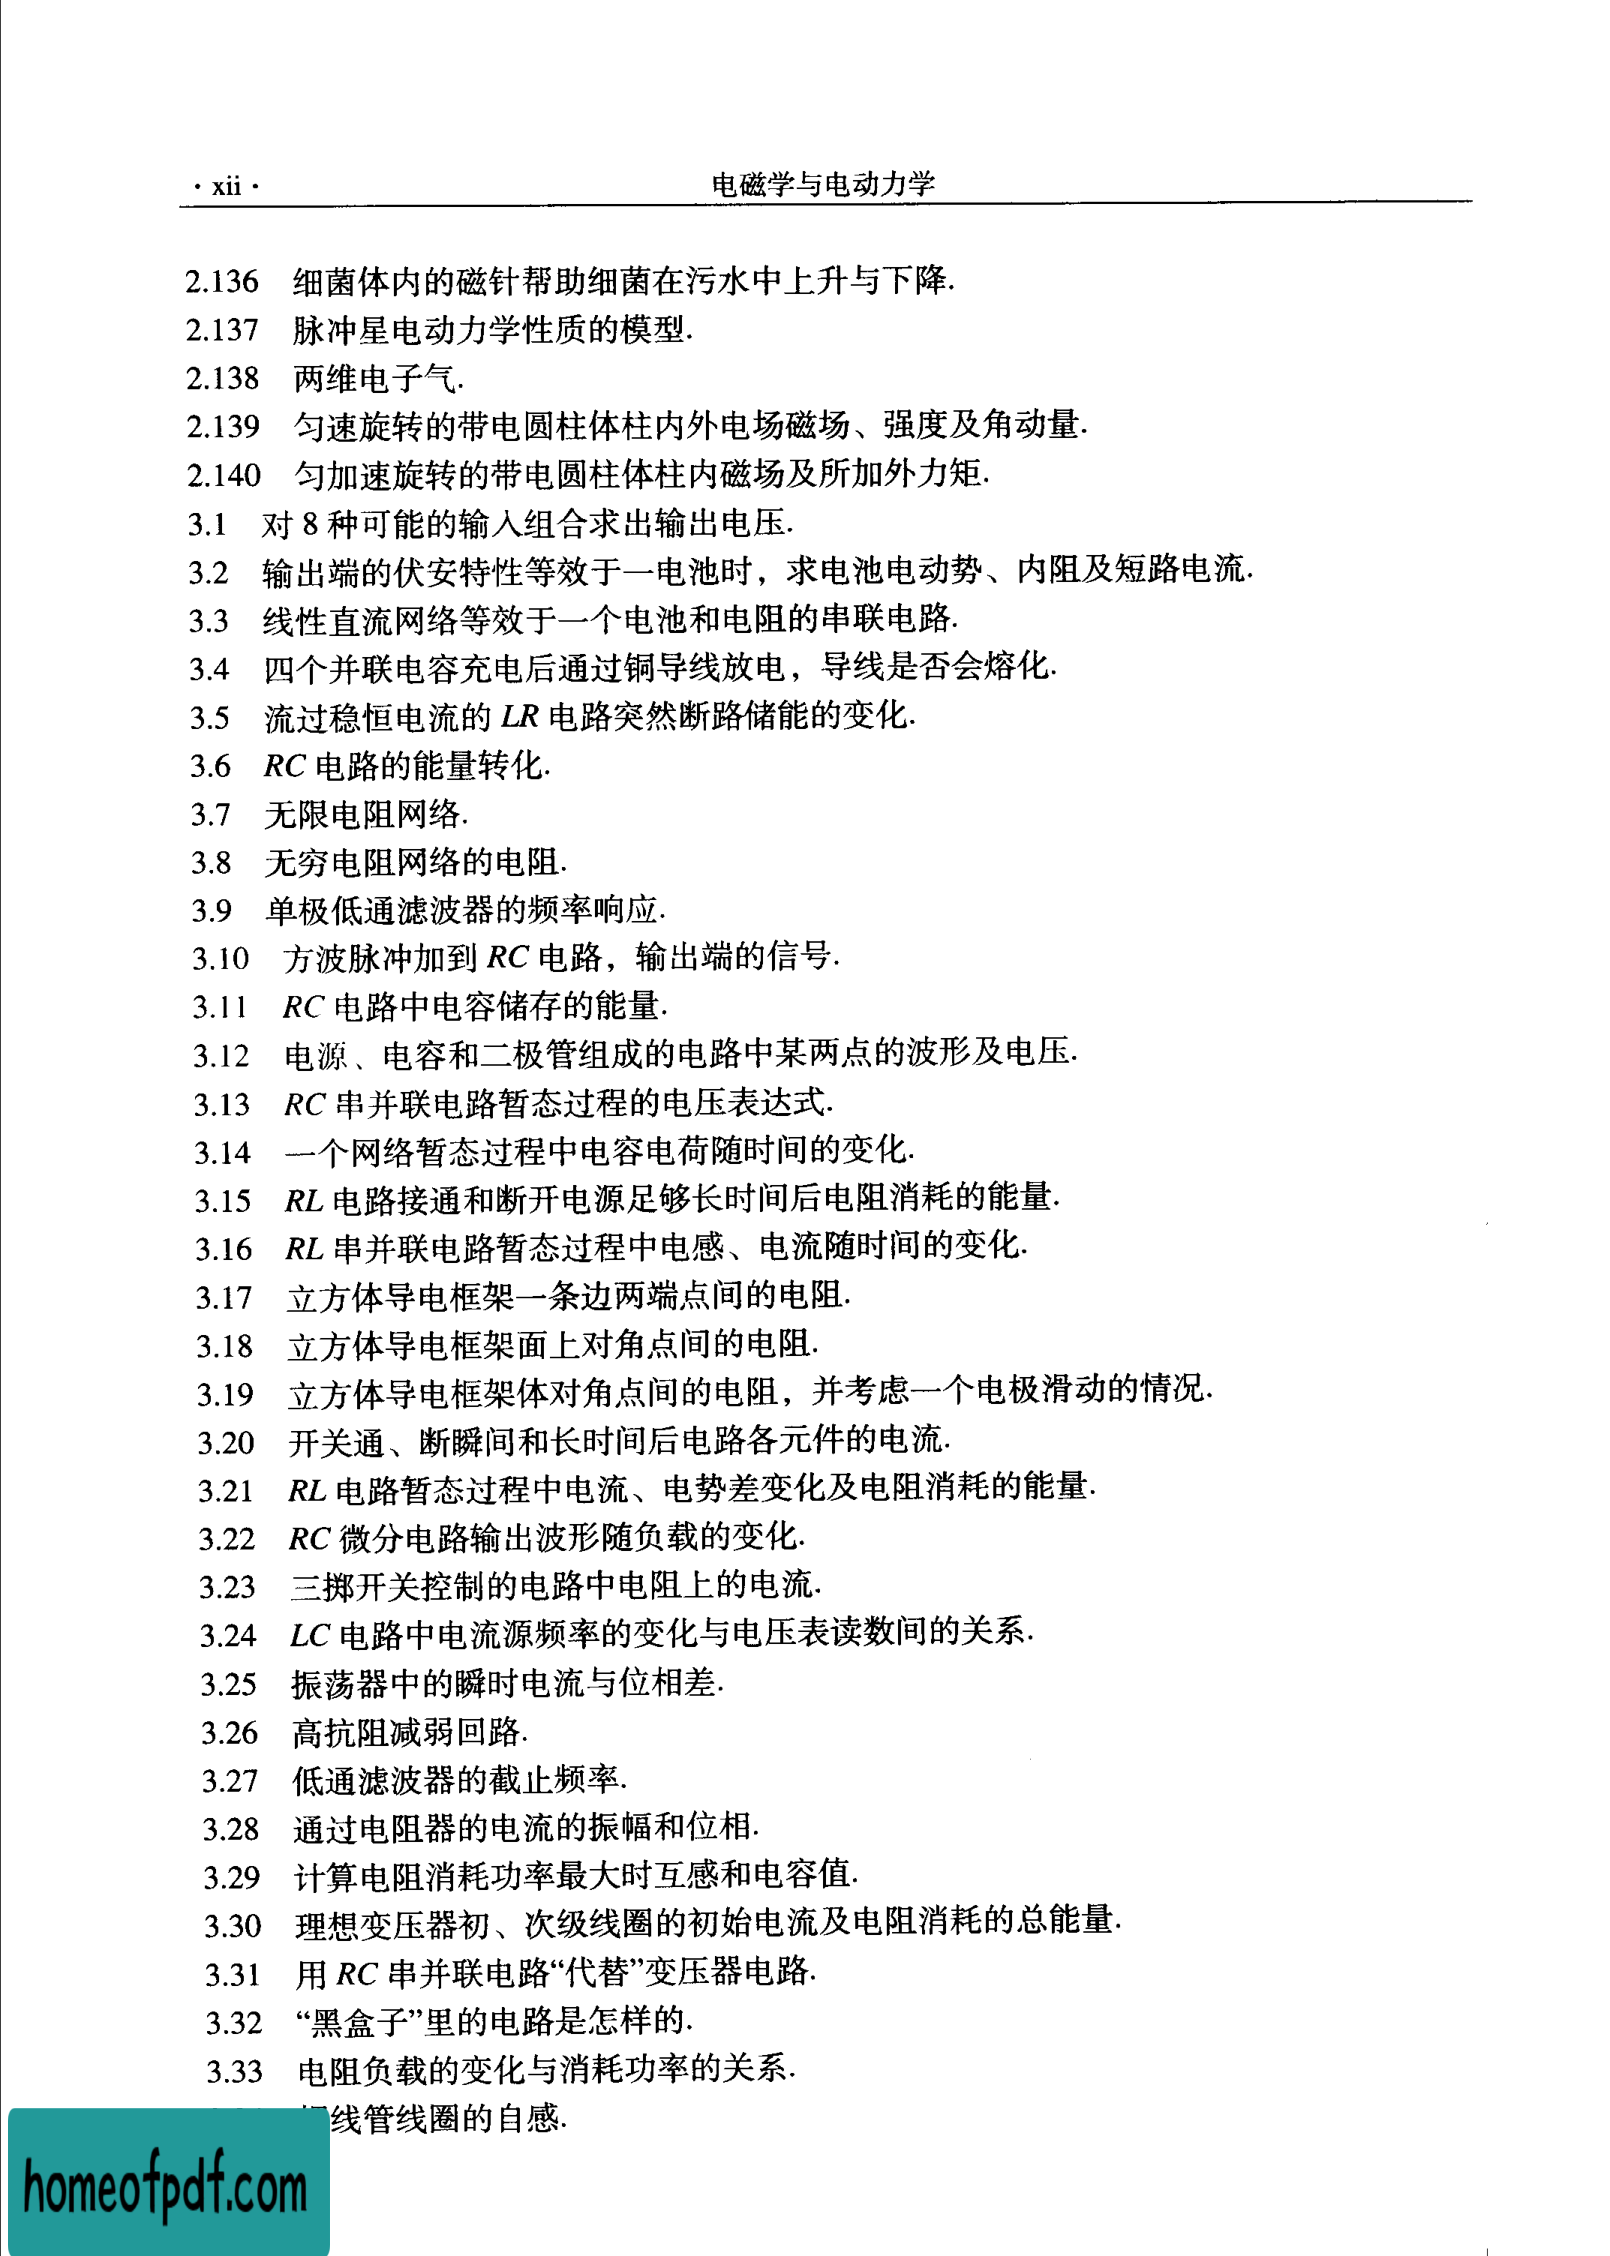 · xii ·	电磁学与电动力学
2.136 细菌体内的磁针帮助细菌在污水中上升与下降.
2.137 脉冲星电动力学性质的模型.
2.138 两维电子气.
2.139 匀速旋转的带电圆柱体柱内外电场磁场、强度及角动量.
2.140 匀加速旋转的带电圆柱体柱内磁场及所加外力矩.
3.1 对 8 种可能的输入组合求出输出电压.
3.2 输出端的伏安特性等效于一电池时，求电池电动势、内阻及短路电流.
3.3 线性直流网络等效于一个电池和电阻的串联电路.
3.4 四个并联电容充电后通过铜导线放电，导线是否会熔化.
3.5 流过稳恒电流的 LR 电路突然断路储能的变化.
3.6 RC 电路的能量转化.
3.7 无限电阻网络.
3.8 无穷电阻网络的电阻.
3.9 单极低通滤波器的频率响应.
3.10 方波脉冲加到 RC 电路，输出端的信号.
3.11 RC 电路中电容储存的能量.
3.12 电源、电容和二极管组成的电路中某两点的波形及电压.
3.13 RC 串并联电路暂态过程的电压表达式.
3.14 一个网络暂态过程中电容电荷随时间的变化.
3.15 RL 电路接通和断开电源足够长时间后电阻消耗的能量.
3.16 RL 串并联电路暂态过程中电感、电流随时间的变化.
3.17 立方体导电框架一条边两端点间的电阻.
3.18 立方体导电框架面上对角点间的电阻.
3.19 立方体导电框架体对角点间的电阻，并考虑一个电极滑动的情况.
3.20 开关通、断瞬间和长时间后电路各元件的电流.
3.21 RL 电路暂态过程中电流、电势差变化及电阻消耗的能量.
3.22 RC 微分电路输出波形随负载的变化.
3.23 三掷开关控制的电路中电阻上的电流.
3.24 LC 电路中电流源频率的变化与电压表读数间的关系.
3.25 振荡器中的瞬时电流与位相差.
3.26 高抗阻减弱回路.
3.27 低通滤波器的截止频率.
3.28 通过电阻器的电流的振幅和位相.
3.29 计算电阻消耗功率最大时互感和电容值.
3.30 理想变压器初、次级线圈的初始电流及电阻消耗的总能量.
3.31 用 RC 串并联电路“代替”变压器电路.
3.32 “黑盒子”里的电路是怎样的.
3.33 电阻负载的变化与消耗功率的关系.
线管线圈的自感.
homeofpdf.com